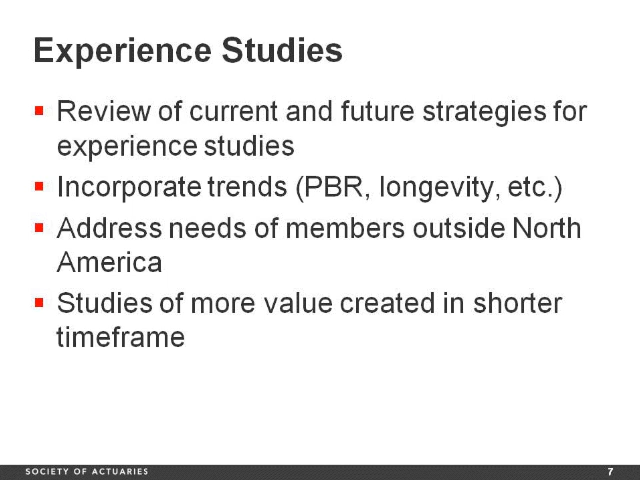 Experience Studies
Review of current and future strategies for
experience studies
Incorporate trends (PBR, longevity, etc.)
Address needs of members outside North
America
Studies of more value created in shorter
timeframe
SOCIETY OF ACTUARIES
7